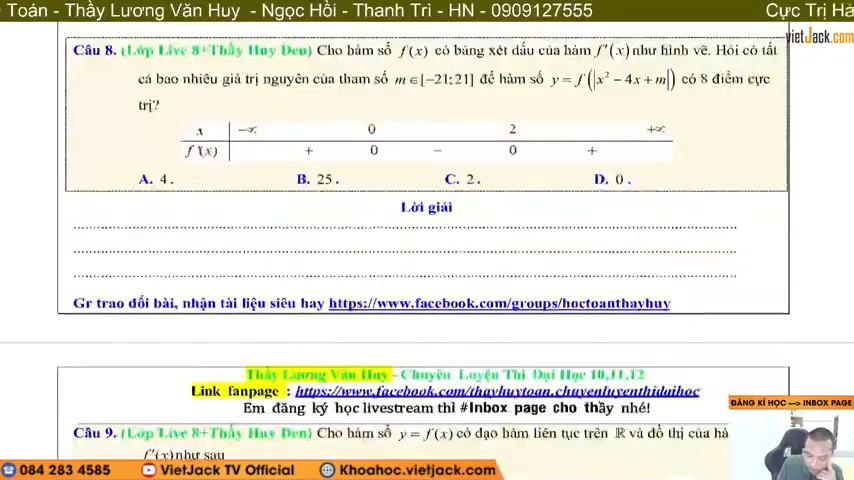 Toán - Thầy Lương Văn Huy - Ngọc Hồi - Thanh Trì - HN - 0909127555
Cực Trị Hà
vietJack.com
Câu 8. (Lớp Live 8+Thầy Huy Đen) Cho hàm số f(x) có bảng xét dấu của hàm f'(x) như hình vẽ. Hỏi có tất
cả bao nhiêu giá trị nguyên của tham số m ∈ [−21;21] để hàm số y = f(|x² − 4x + m|) có 8 điểm cực
trị?
x −∞ 0 2 +∞
f'(x) + 0 − 0 +
A. 4. B. 25. C. 2. D. 0.
Lời giải
Gr trao đổi bài, nhận tài liệu siêu hay https://www.facebook.com/groups/hoctoanthayhuy
Thầy Lương Văn Huy - Chuyên Luyện Thi Đại Học 10,11,12
Link fanpage : https://www.facebook.com/thayhuytoan.chuyenluyenthidaihoc
Em đăng ký học livestream thì #Inbox page cho thầy nhé!
ĐĂNG KÍ HỌC —> INBOX PAGE
Câu 9. (Lớp Live 8+Thầy Huy Đen) Cho hàm số y = f(x) có đạo hàm liên tục trên ℝ và đồ thị của hà
f'(x) như sau
084 283 4585 VietJack TV Official Khoahoc.vietjack.com